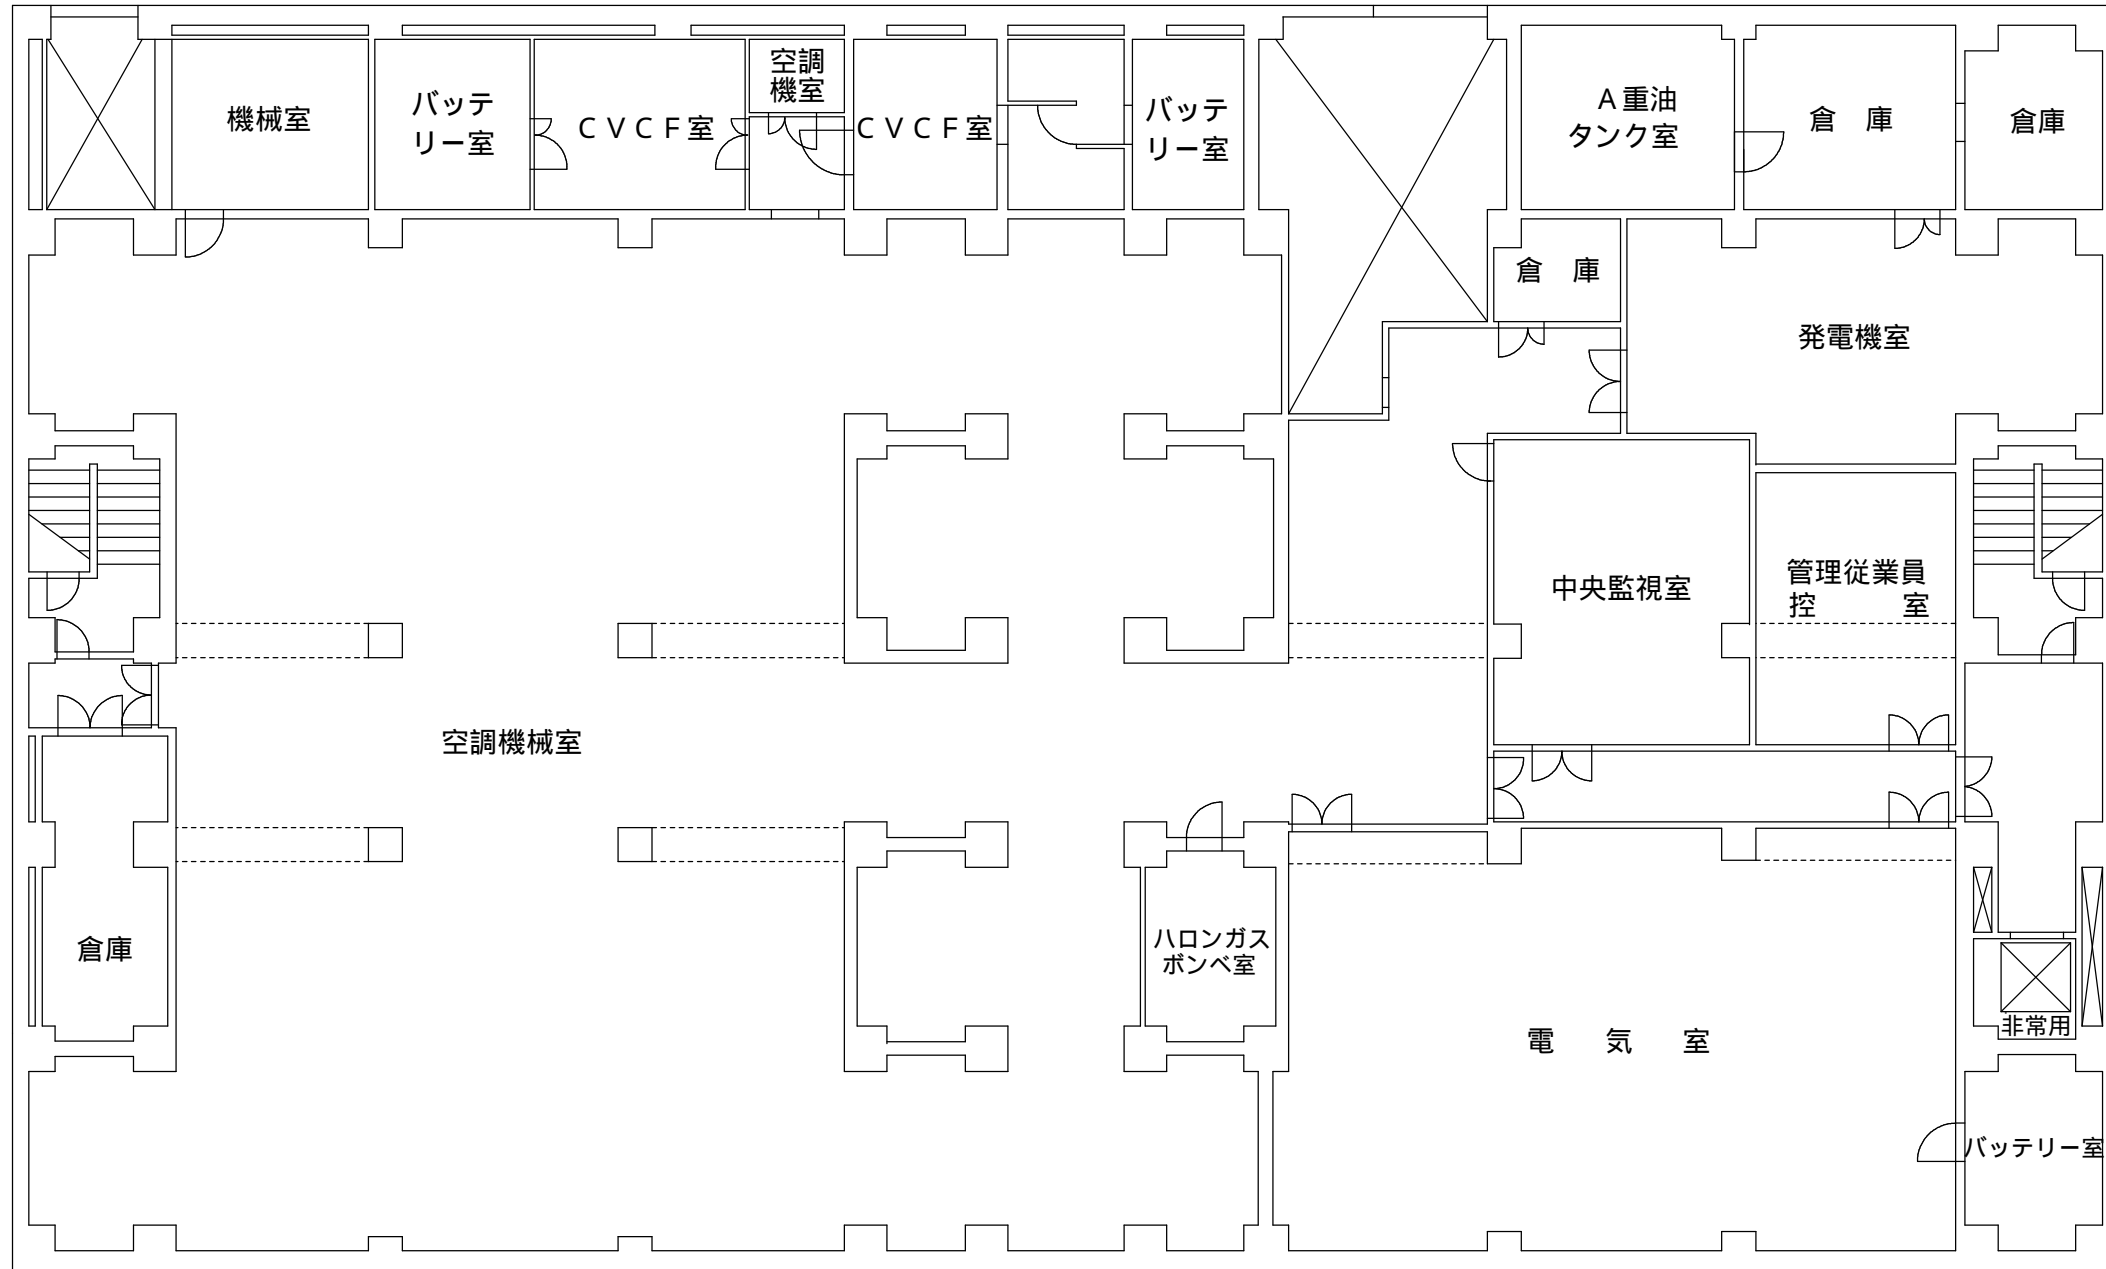 機械室
バッテ
リー室
ＣＶＣＦ室
空調
機室
ＣＶＣＦ室
バッテ
リー室
Ａ重油
タンク室
倉　庫
倉庫
倉　庫
発電機室
中央監視室
管理従業員
控　　　室
空調機械室
倉庫
ハロンガス
ボンベ室
電　気　室
非常用
バッテリー室